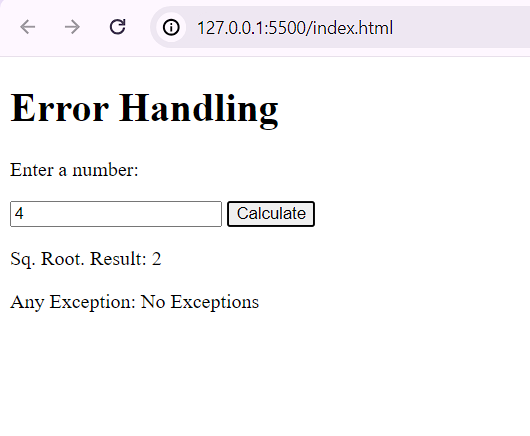 127.0.0.1:5500/index.html
Error Handling
Enter a number:
4 Calculate
Sq. Root. Result: 2
Any Exception: No Exceptions